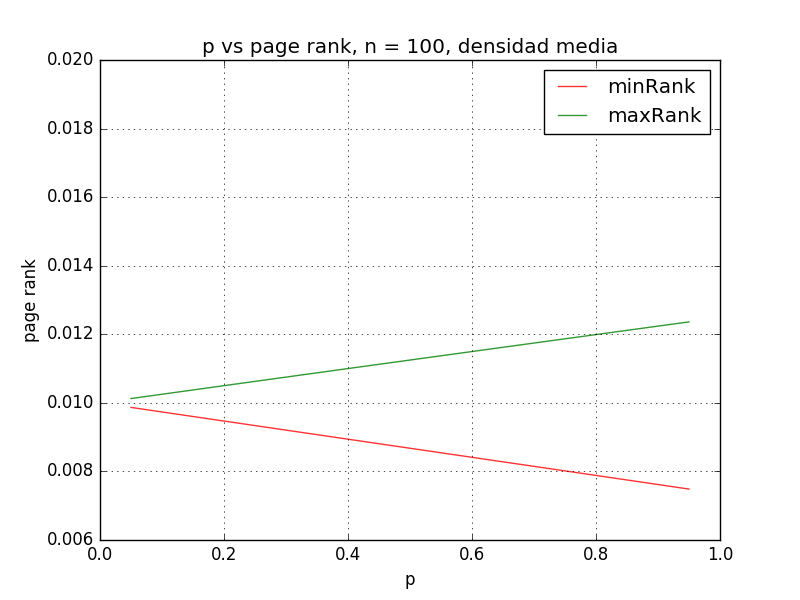 p vs page rank, n = 100, densidad media
minRank
maxRank
page rank
0.020
0.018
0.016
0.014
0.012
0.010
0.008
0.006
0.0 0.2 0.4 0.6 0.8 1.0
p